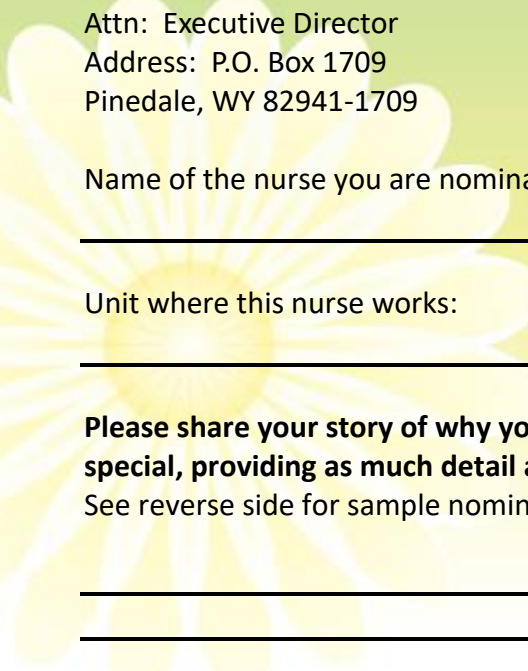 Attn: Executive Director
Address: P.O. Box 1709
Pinedale, WY 82941-1709
Name of the nurse you are nomina
Unit where this nurse works:
Please share your story of why yo
special, providing as much detail a
See reverse side for sample nomin